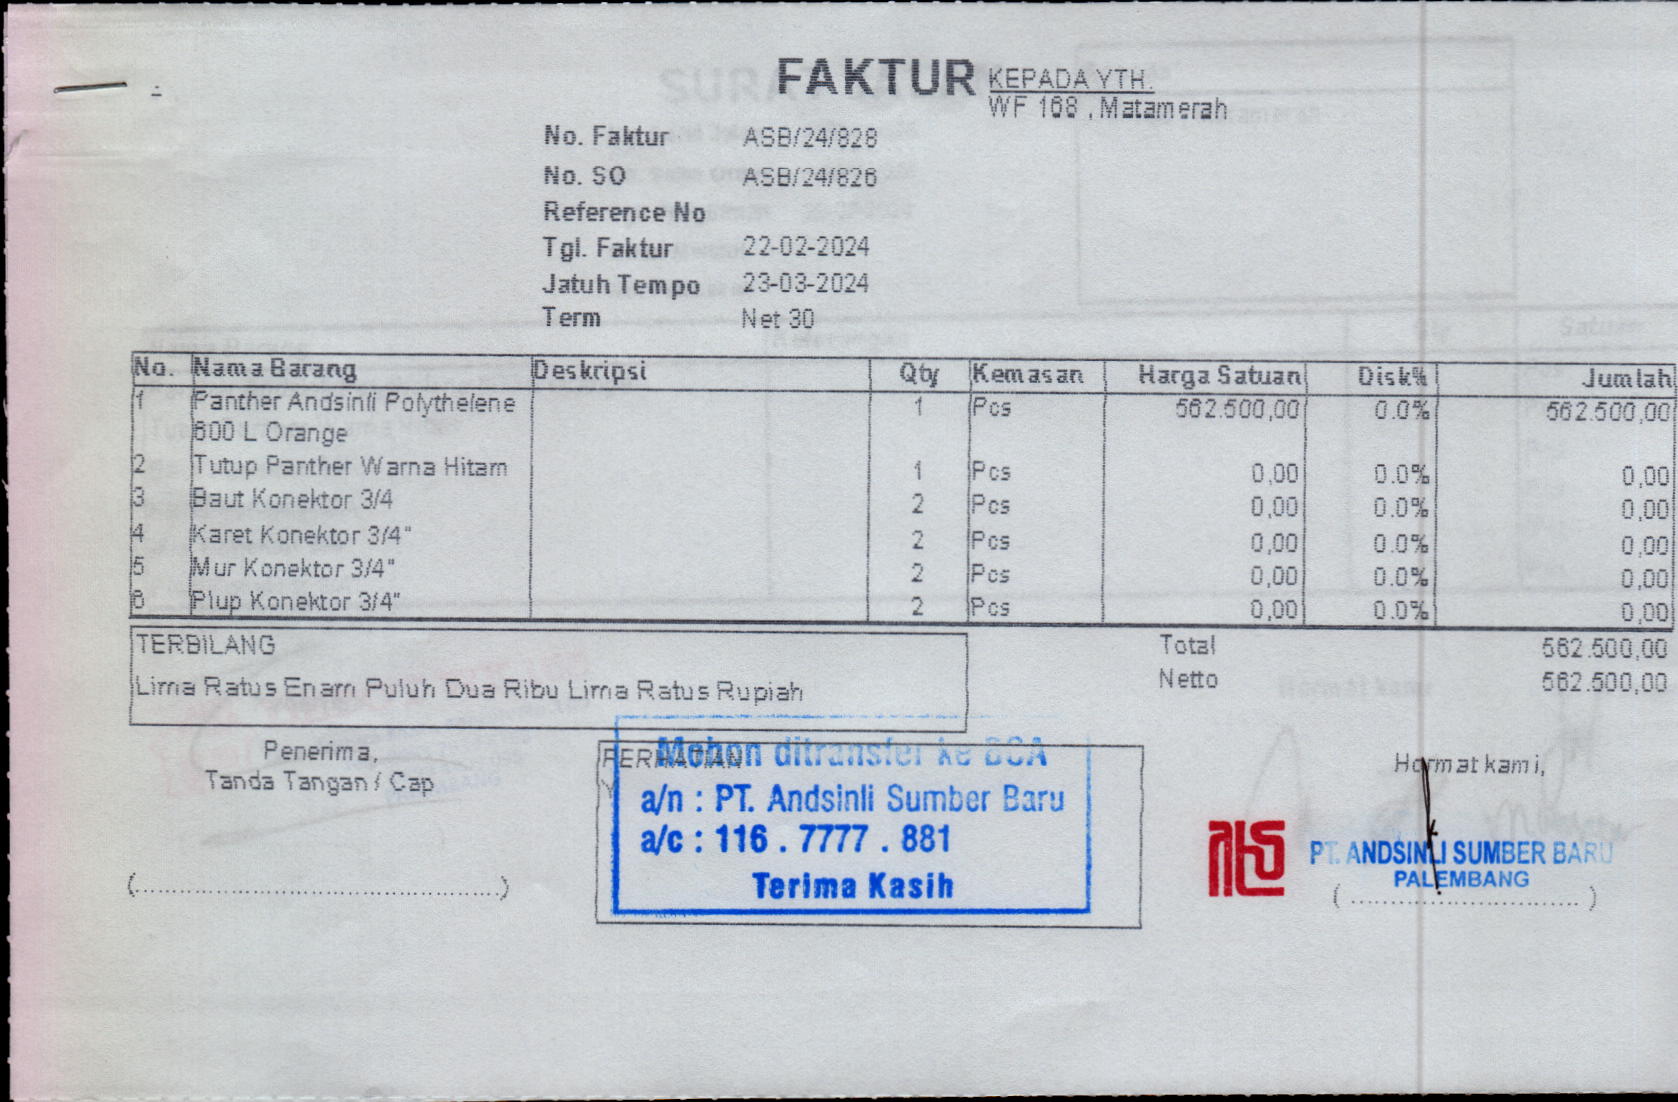 FAKTUR
KEPADA YTH.
WF 168 , Matamerah
No. Faktur ASB/24/828
No. SO ASB/24/826
Reference No
Tgl. Faktur 22-02-2024
Jatuh Tempo 23-03-2024
Term Net 30
No. Nama Barang Deskripsi Qty Kemasan Harga Satuan Disk% Jumlah
1 Panther Andsinli Polythelene 1 Pcs 562.500,00 0.0% 562.500,00
600 L Orange
2 Tutup Panther Warna Hitam 1 Pcs 0,00 0.0% 0,00
3 Baut Konektor 3/4 2 Pcs 0,00 0.0% 0,00
4 Karet Konektor 3/4" 2 Pcs 0,00 0.0% 0,00
5 Mur Konektor 3/4" 2 Pcs 0,00 0.0% 0,00
6 Plup Konektor 3/4" 2 Pcs 0,00 0.0% 0,00
TERBILANG
Lima Ratus Enam Puluh Dua Ribu Lima Ratus Rupiah
Total 562.500,00
Netto 562.500,00
Penerima,
Tanda Tangan / Cap
(..................................................)
PERHATIAN
Mohon ditransfer ke BCA
a/n : PT. Andsinli Sumber Baru
a/c : 116 . 7777 . 881
Terima Kasih
Hormat kami,
PT. ANDSINLI SUMBER BARU
PALEMBANG
( .............................. )